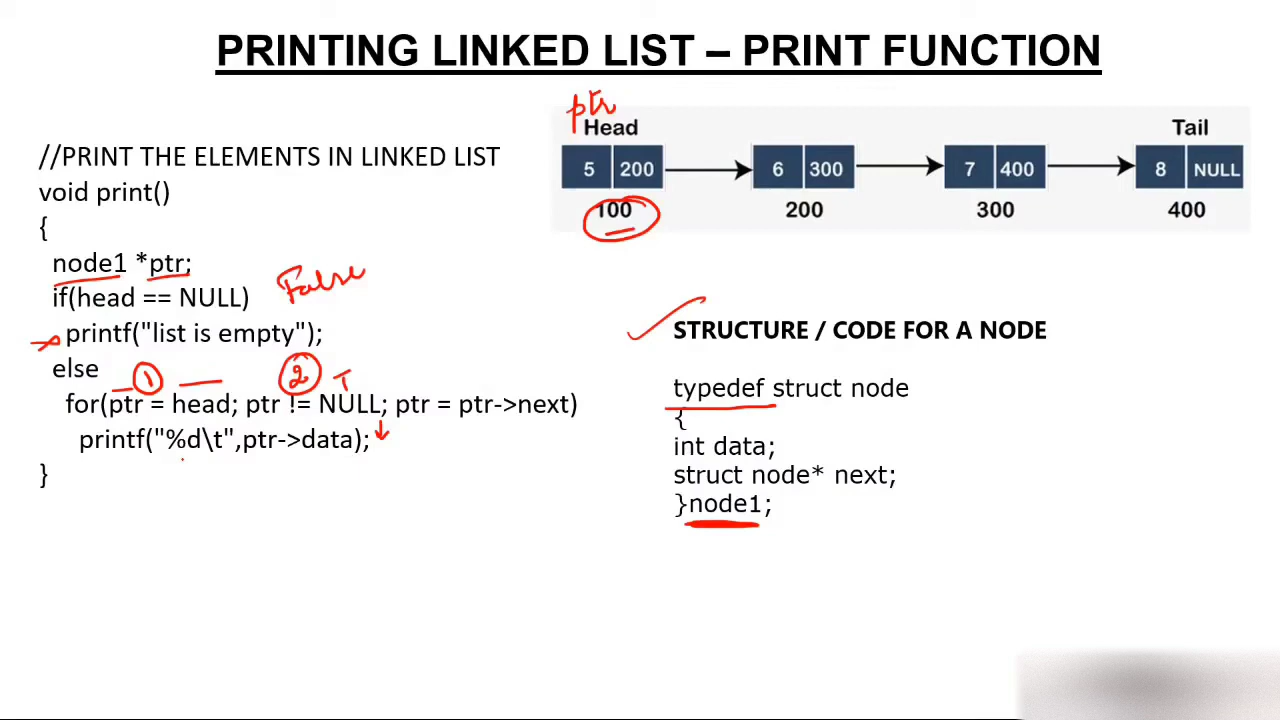 PRINTING LINKED LIST – PRINT FUNCTION
ptr
Head Tail
5 200 6 300 7 400 8 NULL
100 200 300 400
//PRINT THE ELEMENTS IN LINKED LIST
void print()
{
node1 *ptr;
if(head == NULL) False
printf("list is empty");
else
1 2 T
for(ptr = head; ptr != NULL; ptr = ptr->next)
printf("%d\t",ptr->data);
}
STRUCTURE / CODE FOR A NODE
typedef struct node
{
int data;
struct node* next;
}node1;